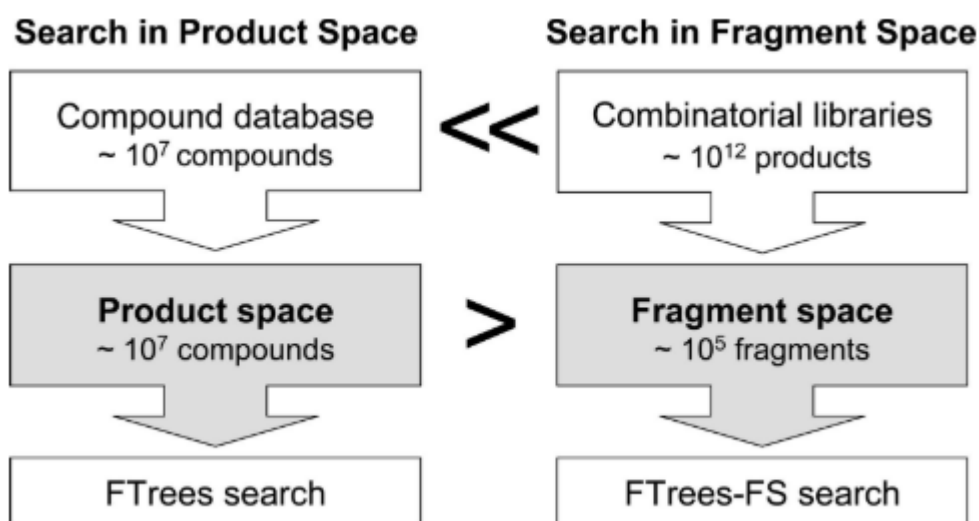 Search in Product Space
Search in Fragment Space
Compound database
~ 10⁷ compounds
<<
Combinatorial libraries
~ 10¹² products
Product space
~ 10⁷ compounds
>
Fragment space
~ 10⁵ fragments
FTrees search
FTrees-FS search